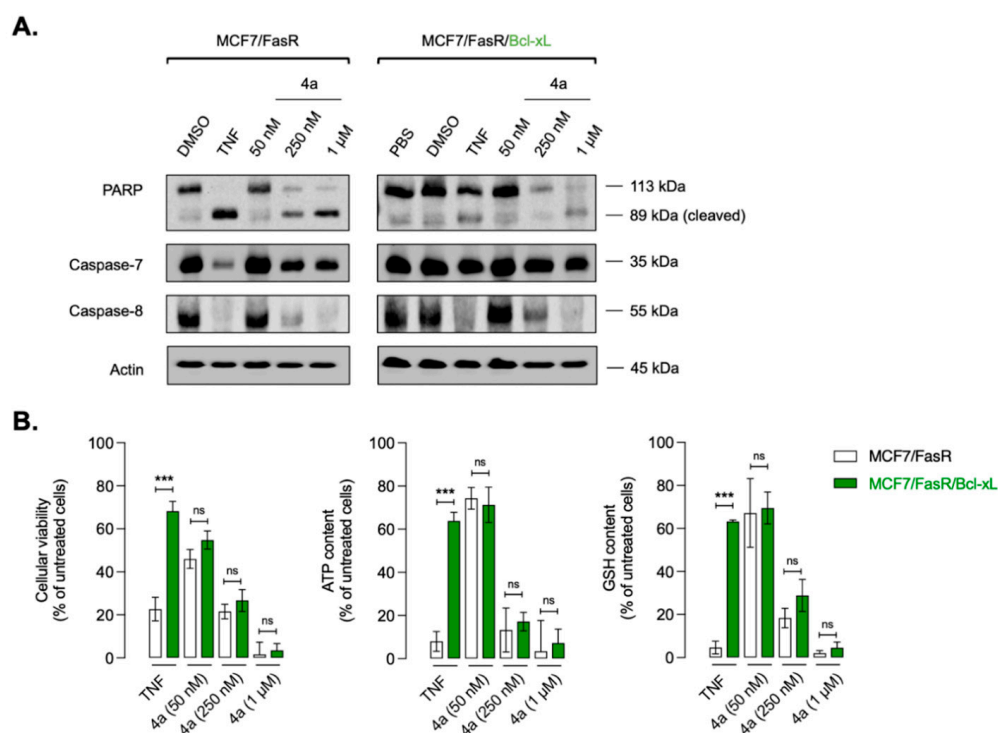 A.
MCF7/FasR
MCF7/FasR/Bcl-xL
4a
4a
DMSO
TNF
50 nM
250 nM
1 µM
PBS
DMSO
TNF
50 nM
250 nM
1 µM
PARP
113 kDa
89 kDa (cleaved)
Caspase-7
35 kDa
Caspase-8
55 kDa
Actin
45 kDa
B.
Cellular viability
(% of untreated cells)
100
80
60
40
20
0
***
ns
ns
ns
TNF
4a (50 nM)
4a (250 nM)
4a (1 µM)
ATP content
(% of untreated cells)
100
80
60
40
20
0
***
ns
ns
ns
TNF
4a (50 nM)
4a (250 nM)
4a (1 µM)
GSH content
(% of untreated cells)
100
80
60
40
20
0
***
ns
ns
ns
TNF
4a (50 nM)
4a (250 nM)
4a (1 µM)
MCF7/FasR
MCF7/FasR/Bcl-xL